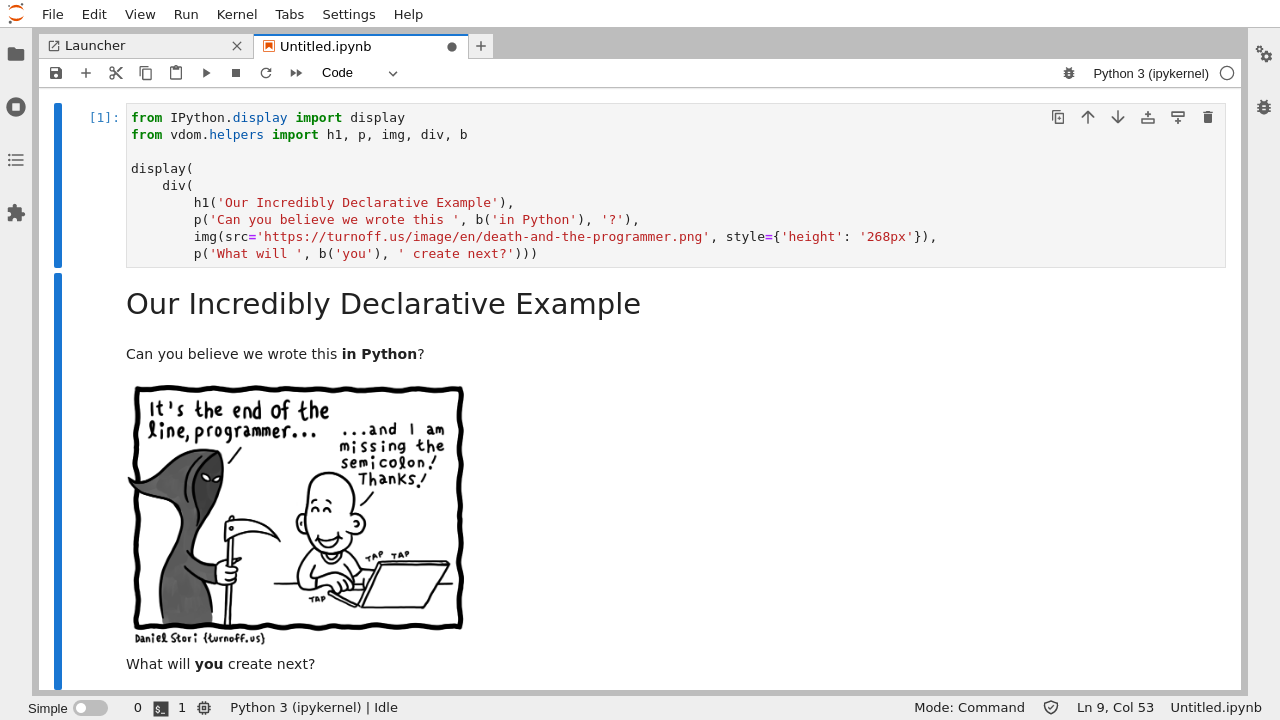 File Edit View Run Kernel Tabs Settings Help
Launcher
Untitled.ipynb
Code
Python 3 (ipykernel)
[1]:
from IPython.display import display
from vdom.helpers import h1, p, img, div, b
display(
    div(
        h1('Our Incredibly Declarative Example'),
        p('Can you believe we wrote this ', b('in Python'), '?'),
        img(src='https://turnoff.us/image/en/death-and-the-programmer.png', style={'height': '268px'}),
        p('What will ', b('you'), ' create next?')))
Our Incredibly Declarative Example
Can you believe we wrote this in Python?
It's the end of the
line, programmer...
...and I am
missing the
semicolon!
Thanks!
TAP TAP
TAP
Daniel Stori {turnoff.us}
What will you create next?
Simple 0 $_ 1 Python 3 (ipykernel) | Idle Mode: Command Ln 9, Col 53 Untitled.ipynb